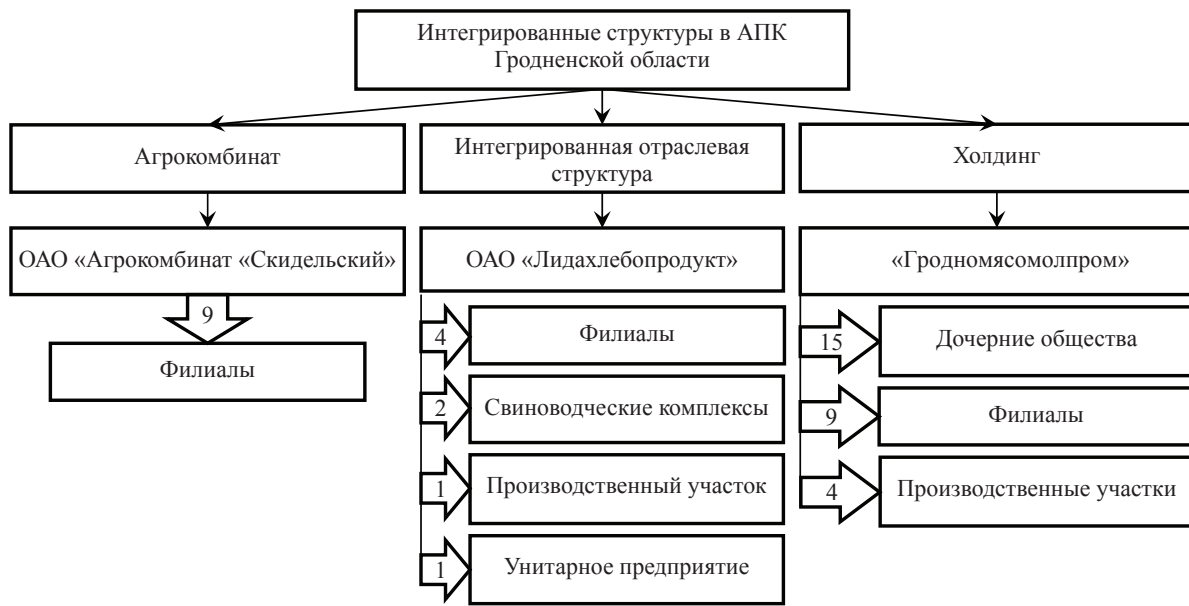 Интегрированные структуры в АПК
Гродненской области
Агрокомбинат
Интегрированная отраслевая
структура
Холдинг
ОАО «Агрокомбинат «Скидельский»
ОАО «Лидахлебопродукт»
«Гродномясомолпром»
9
Филиалы
4
Филиалы
2
Свиноводческие комплексы
1
Производственный участок
1
Унитарное предприятие
15
Дочерние общества
9
Филиалы
4
Производственные участки